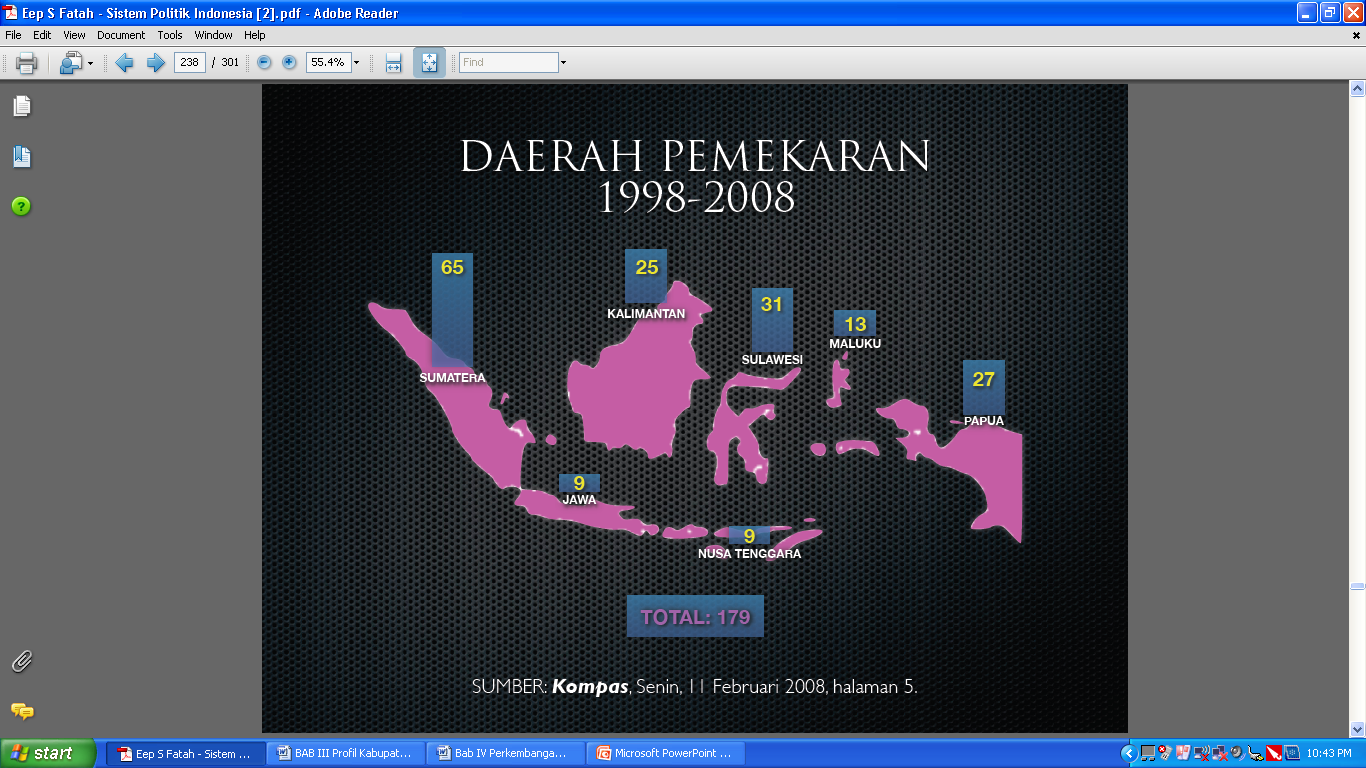 Eep S Fatah - Sistem Politik Indonesia [2].pdf - Adobe Reader
File Edit View Document Tools Window Help
238 / 301 55.4% Find
DAERAH PEMEKARAN
1998-2008
65
SUMATERA
25
KALIMANTAN
31
SULAWESI
13
MALUKU
27
PAPUA
9
JAWA
9
NUSA TENGGARA
TOTAL: 179
SUMBER: Kompas, Senin, 11 Februari 2008, halaman 5.
start Eep S Fatah - Sistem ... BAB III Profil Kabupat... Bab IV Perkembanga... Microsoft PowerPoint ... 10:43 PM